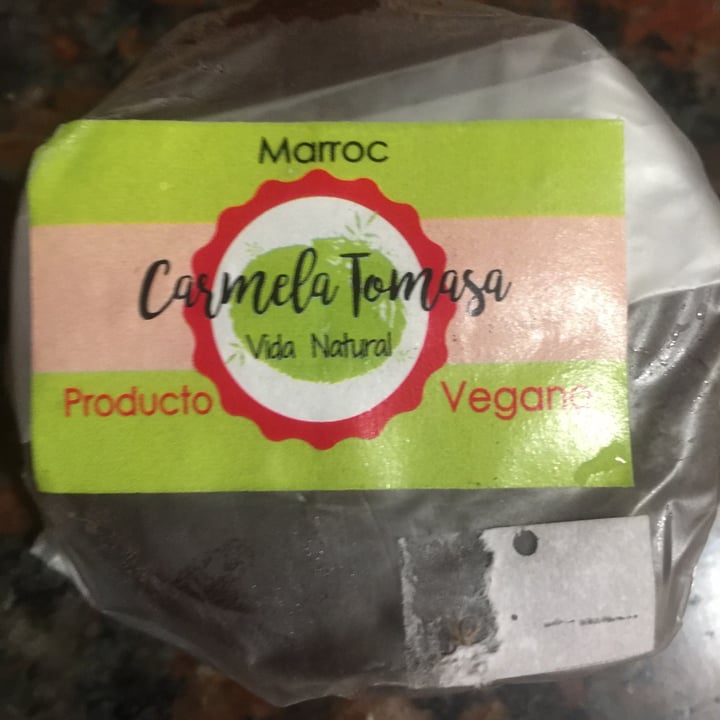 Marroc
Carmela Tomasa
Vida Natural
Producto Vegano